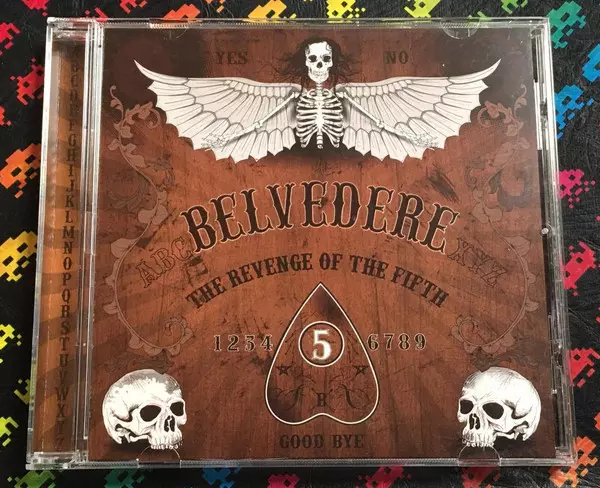 YES NO
ABC BELVEDERE XYZ
THE REVENGE OF THE FIFTH
1234 5 6789
B
GOOD BYE